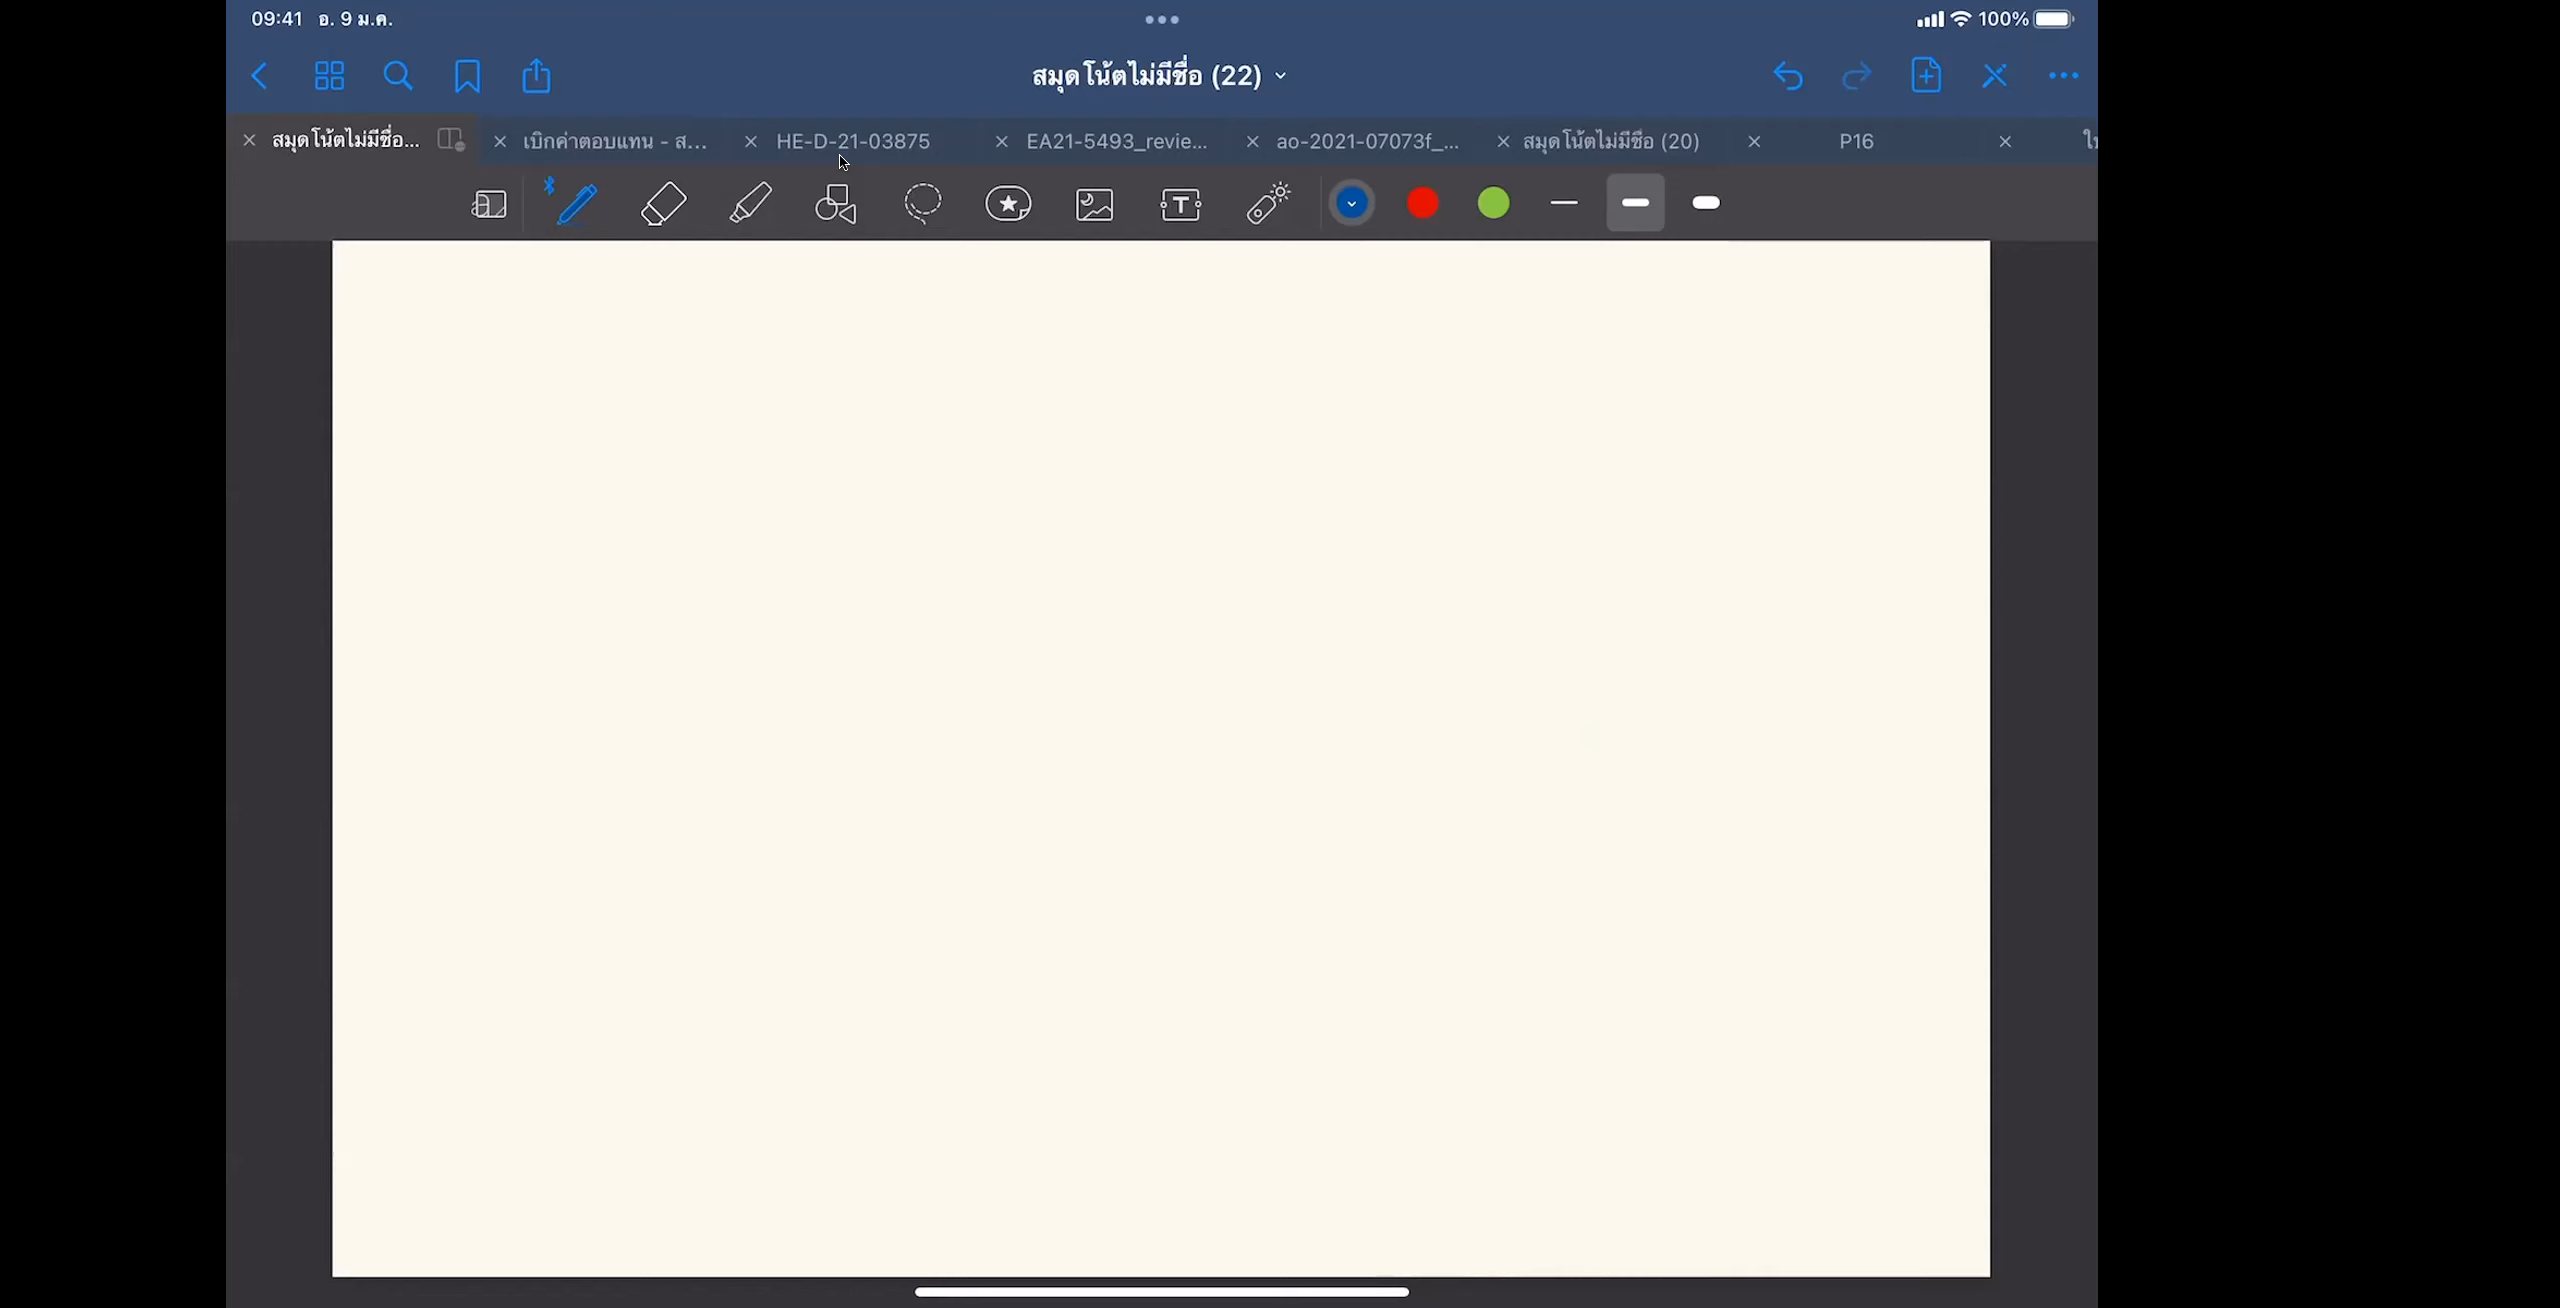 09:41 อ. 9 ม.ค.
100%
สมุดโน้ตไม่มีชื่อ (22)
สมุดโน้ตไม่มีชื่อ...
เบิกค่าตอบแทน - ส...
HE-D-21-03875
EA21-5493_revie...
ao-2021-07073f_...
สมุดโน้ตไม่มีชื่อ (20)
P16